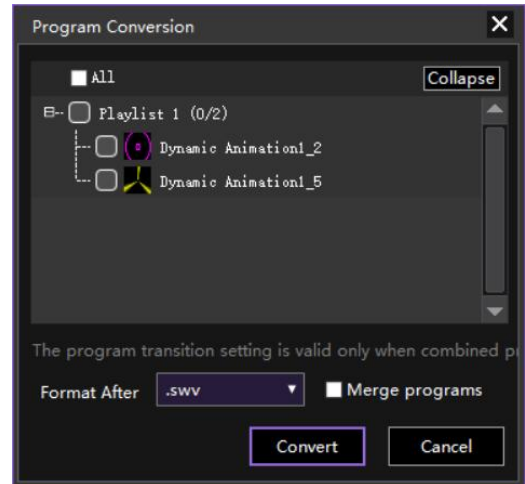 Program Conversion
All
Collapse
Playlist 1 (0/2)
Dynamic Animation1_2
Dynamic Animation1_5
The program transition setting is valid only when combined
Format After .swv Merge programs
Convert Cancel